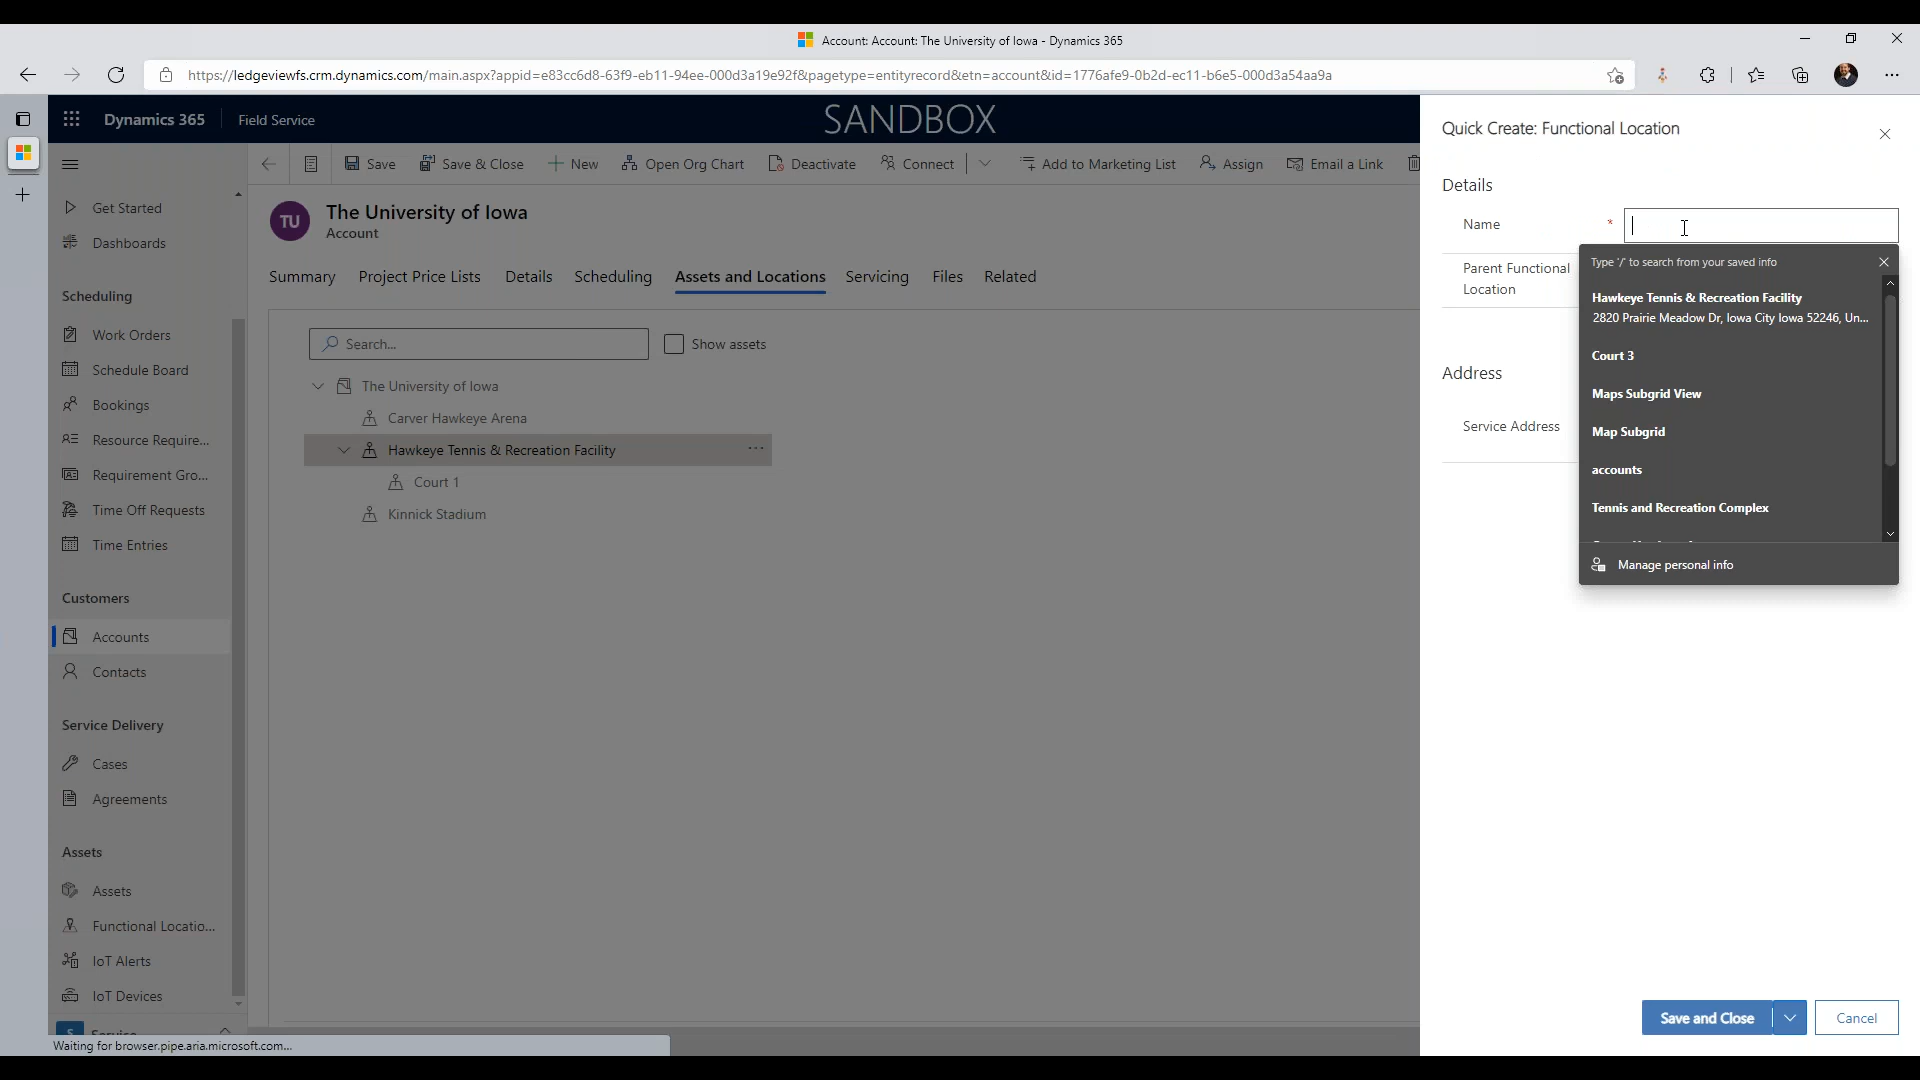 Account: Account: The University of Iowa - Dynamics 365
https://ledgeviewfs.crm.dynamics.com/main.aspx?appid=e83cc6d8-63f9-eb11-94ee-000d3a19e92f&pagetype=entityrecord&etn=account&id=1776afe9-0b2d-ec11-b6e5-000d3a54aa9a
Dynamics 365
Field Service
SANDBOX
Save
Save & Close
New
Open Org Chart
Deactivate
Connect
Add to Marketing List
Assign
Email a Link
Get Started
Dashboards
Scheduling
Work Orders
Schedule Board
Bookings
Resource Require...
Requirement Gro...
Time Off Requests
Time Entries
Customers
Accounts
Contacts
Service Delivery
Cases
Agreements
Assets
Assets
Functional Locatio...
IoT Alerts
IoT Devices
S
Waiting for browser.pipe.aria.microsoft.com...
TU
The University of Iowa
Account
Summary
Project Price Lists
Details
Scheduling
Assets and Locations
Servicing
Files
Related
Search...
Show assets
The University of Iowa
Carver Hawkeye Arena
Hawkeye Tennis & Recreation Facility
...
Court 1
Kinnick Stadium
Quick Create: Functional Location
Details
Name *
Parent Functional
Location
Address
Service Address
Type '/' to search from your saved info
Hawkeye Tennis & Recreation Facility
2820 Prairie Meadow Dr, Iowa City Iowa 52246, Un...
Court 3
Maps Subgrid View
Map Subgrid
accounts
Tennis and Recreation Complex
Manage personal info
Save and Close
Cancel